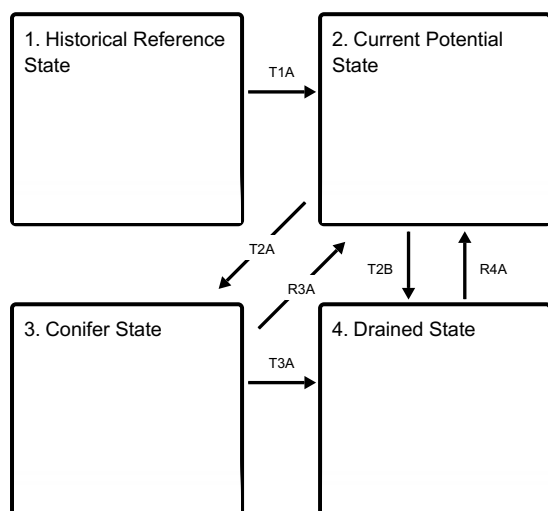 1. Historical Reference
State
2. Current Potential
State
T1A
T2A
R3A
T2B
R4A
3. Conifer State
4. Drained State
T3A